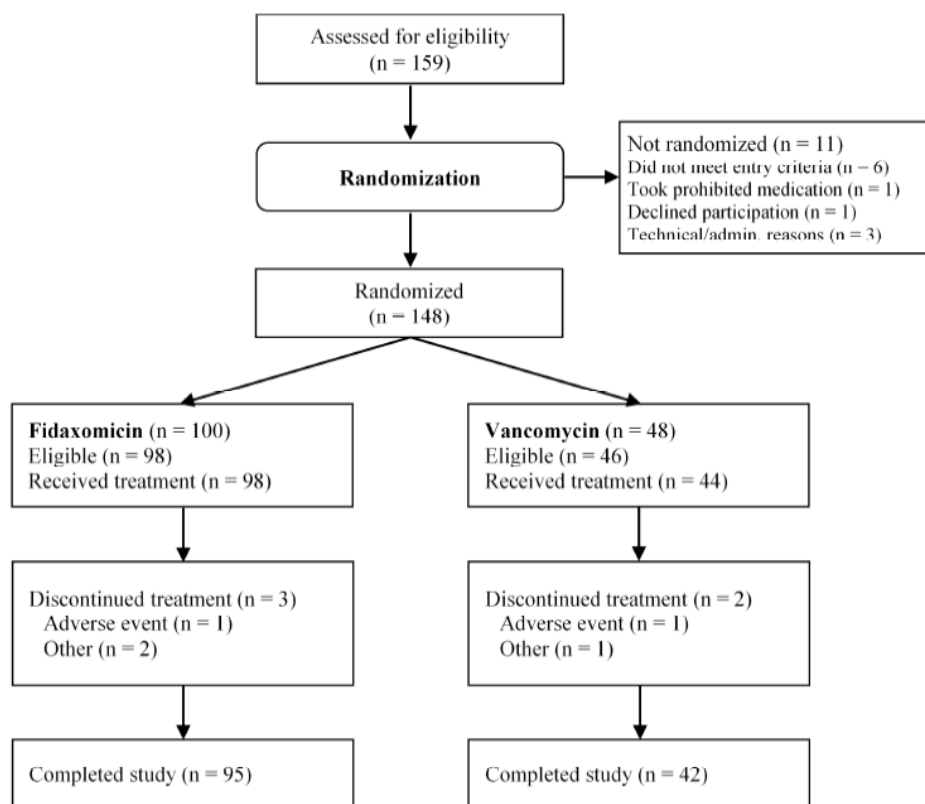 Assessed for eligibility
(n = 159)
Randomization
Not randomized (n = 11)
Did not meet entry criteria (n – 6)
Took prohibited medication (n = 1)
Declined participation (n = 1)
Technical/admin. reasons (n = 3)
Randomized
(n = 148)
Fidaxomicin (n = 100)
Eligible (n = 98)
Received treatment (n = 98)
Vancomycin (n = 48)
Eligible (n = 46)
Received treatment (n = 44)
Discontinued treatment (n = 3)
Adverse event (n = 1)
Other (n = 2)
Discontinued treatment (n = 2)
Adverse event (n = 1)
Other (n = 1)
Completed study (n = 95)
Completed study (n = 42)